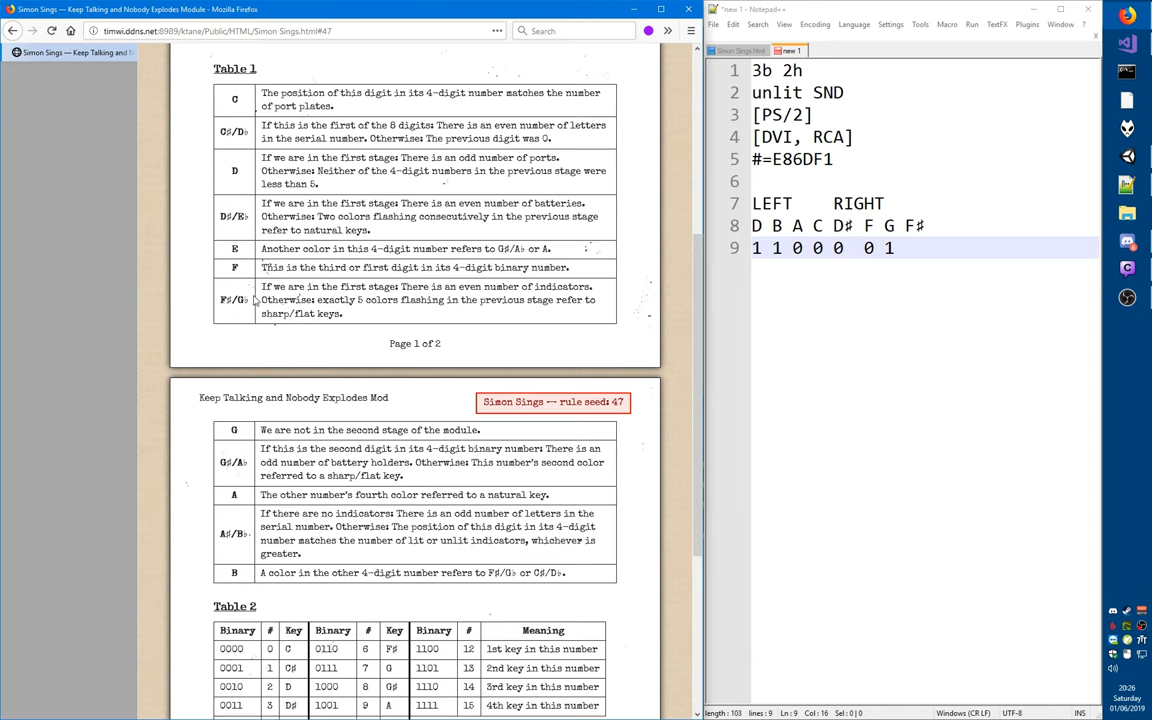 Simon Sings — Keep Talking and Nobody Explodes Module - Mozilla Firefox
timwi.ddns.net:8989/ktane/Public/HTML/Simon Sings.html#47
Search
Simon Sings — Keep Talking and N
Table 1
C The position of this digit in its 4-digit number matches the number
of port plates.
C♯/D♭ If this is the first of the 8 digits: There is an even number of letters
in the serial number. Otherwise: The previous digit was 0.
D If we are in the first stage: There is an odd number of ports.
Otherwise: Neither of the 4-digit numbers in the previous stage were
less than 5.
D♯/E♭ If we are in the first stage: There is an even number of batteries.
Otherwise: Two colors flashing consecutively in the previous stage
refer to natural keys.
E Another color in this 4-digit number refers to G♯/A♭ or A.
F This is the third or first digit in its 4-digit binary number.
F♯/G♭ If we are in the first stage: There is an even number of indicators.
Otherwise: exactly 5 colors flashing in the previous stage refer to
sharp/flat keys.
Page 1 of 2
Keep Talking and Nobody Explodes Mod
Simon Sings — rule seed: 47
G We are not in the second stage of the module.
G♯/A♭ If this is the second digit in its 4-digit binary number: There is an
odd number of battery holders. Otherwise: This number's second color
referred to a sharp/flat key.
A The other number's fourth color referred to a natural key.
A♯/B♭ If there are no indicators: There is an odd number of letters in the
serial number. Otherwise: The position of this digit in its 4-digit
number matches the number of lit or unlit indicators, whichever is
greater.
B A color in the other 4-digit number refers to F♯/G♭ or C♯/D♭.
Table 2
Binary # Key Binary # Key Binary # Meaning
0000 0 C 0110 6 F♯ 1100 12 1st key in this number
0001 1 C♯ 0111 7 G 1101 13 2nd key in this number
0010 2 D 1000 8 G♯ 1110 14 3rd key in this number
0011 3 D♯ 1001 9 A 1111 15 4th key in this number
*new 1 - Notepad++
File Edit Search View Encoding Language Settings Tools Macro Run TextFX Plugins Window ?
X
Simon Sings.html new 1
1 3b 2h
2 unlit SND
3 [PS/2]
4 [DVI, RCA]
5 #=E86DF1
6
7 LEFT RIGHT
8 D B A C D♯ F G F♯
9 1 1 0 0 0 0 1
length : 103 lines : 9 Ln : 9 Col : 16 Sel : 0 | 0 Windows (CR LF) UTF-8 INS
20:26
Saturday
01/06/2019